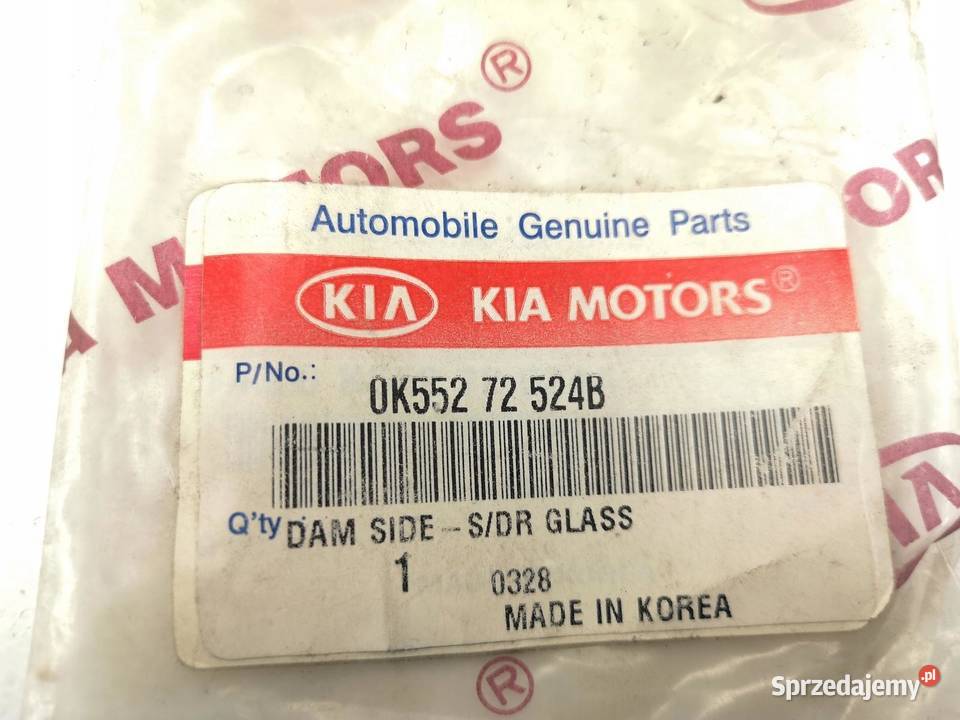 MOTORS®
Automobile Genuine Parts
KIA KIA MOTORS®
P/No.:
0K552 72 524B
Q'ty DAM SIDE - S/DR GLASS
1 0328
MADE IN KOREA
®
Sprzedajemy.pl